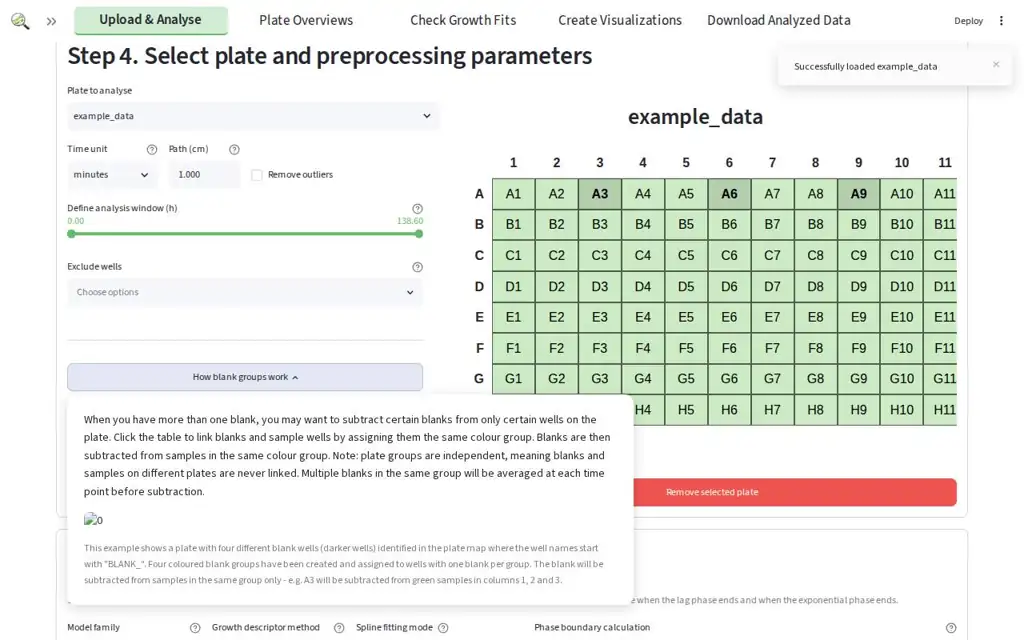 Upload & Analyse
Plate Overviews
Check Growth Fits
Create Visualizations
Download Analyzed Data
Deploy
Step 4. Select plate and preprocessing parameters
Successfully loaded example_data
Plate to analyse
example_data
Time unit
Path (cm)
minutes
1.000
Remove outliers
Define analysis window (h)
0.00
138.60
Exclude wells
Choose options
How blank groups work
When you have more than one blank, you may want to subtract certain blanks from only certain wells on the
plate. Click the table to link blanks and sample wells by assigning them the same colour group. Blanks are then
subtracted from samples in the same colour group. Note: plate groups are independent, meaning blanks and
samples on different plates are never linked. Multiple blanks in the same group will be averaged at each time
point before subtraction.
0
This example shows a plate with four different blank wells (darker wells) identified in the plate map where the well names start
with "BLANK_". Four coloured blank groups have been created and assigned to wells with one blank per group. The blank will be
subtracted from samples in the same group only - e.g. A3 will be subtracted from green samples in columns 1, 2 and 3.
example_data
1 2 3 4 5 6 7 8 9 10 11
A A1 A2 A3 A4 A5 A6 A7 A8 A9 A10 A11
B B1 B2 B3 B4 B5 B6 B7 B8 B9 B10 B11
C C1 C2 C3 C4 C5 C6 C7 C8 C9 C10 C11
D D1 D2 D3 D4 D5 D6 D7 D8 D9 D10 D11
E E1 E2 E3 E4 E5 E6 E7 E8 E9 E10 E11
F F1 F2 F3 F4 F5 F6 F7 F8 F9 F10 F11
G G1 G2 G3 G4 G5 G6 G7 G8 G9 G10 G11
H4 H5 H6 H7 H8 H9 H10 H11
Remove selected plate
when the lag phase ends and when the exponential phase ends.
Model family
Growth descriptor method
Spline fitting mode
Phase boundary calculation